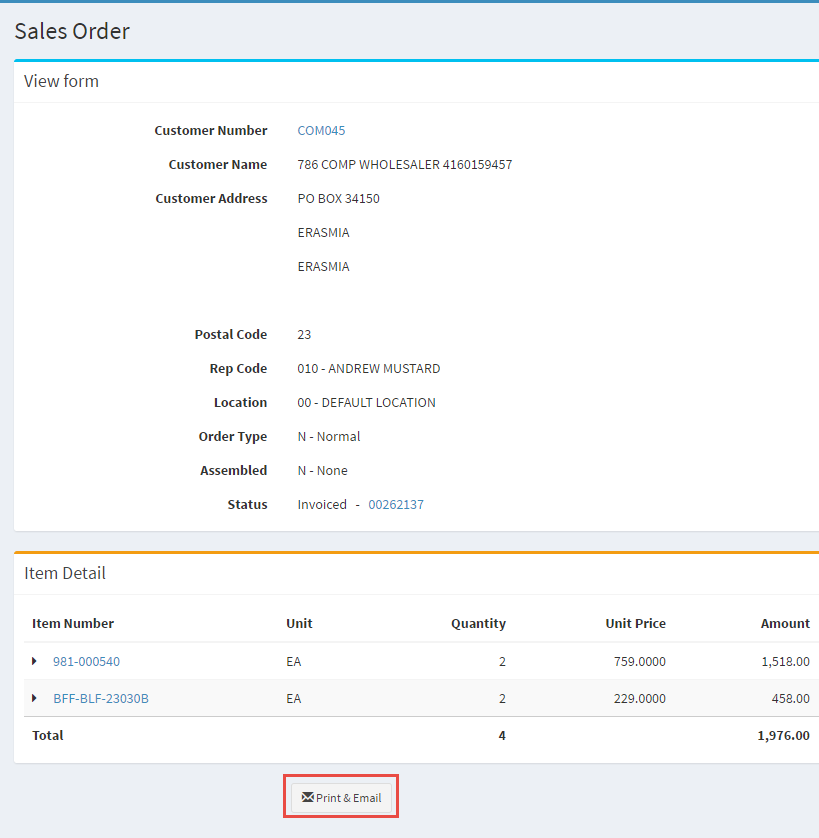 Sales Order
View form
Customer Number COM045
Customer Name 786 COMP WHOLESALER 4160159457
Customer Address PO BOX 34150
ERASMIA
ERASMIA
Postal Code 23
Rep Code 010 - ANDREW MUSTARD
Location 00 - DEFAULT LOCATION
Order Type N - Normal
Assembled N - None
Status Invoiced - 00262137
Item Detail
Item Number Unit Quantity Unit Price Amount
981-000540 EA 2 759.0000 1,518.00
BFF-BLF-23030B EA 2 229.0000 458.00
Total 4 1,976.00
Print & Email